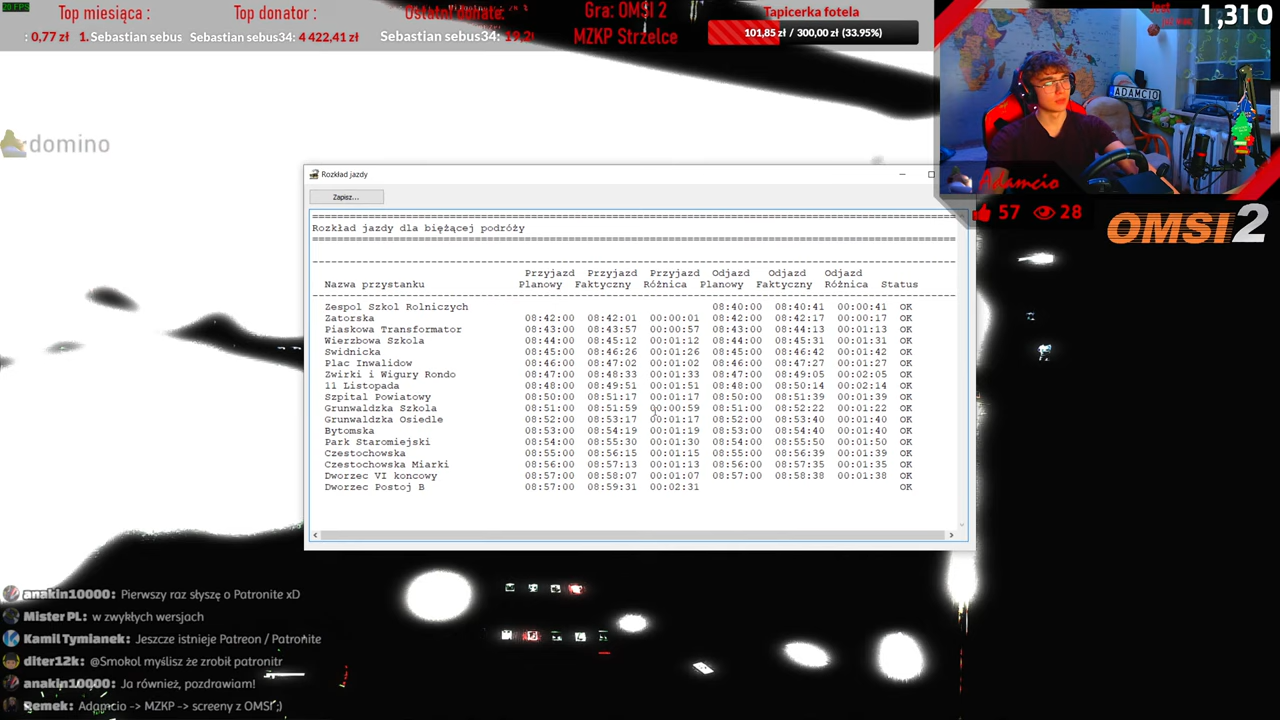 29 FPS
Top miesiąca :
: 0,77 zł 1. Sebastian sebus
Top donator :
Sebastian sebus34: 4 422,41 zł
Ostatni donate:
Sebastian sebus34: 19,20
Gra: OMSI 2
MZKP Strzelce
Tapicerka fotela
101,85 zł / 300,00 zł (33.95%)
Jest
1,310
ADAMCIO
Adamcio
57 28
OMSI 2
domino
Rozkład jazdy
Zapisz...
Rozkład jazdy dla bieżącej podróży
Przyjazd Przyjazd Przyjazd Odjazd Odjazd Odjazd
Nazwa przystanku Planowy Faktyczny Różnica Planowy Faktyczny Różnica Status
Zespol Szkol Rolniczych 08:40:00 08:40:41 00:00:41 OK
Zatorska 08:42:00 08:42:01 00:00:01 08:42:00 08:42:17 00:00:17 OK
Piaskowa Transformator 08:43:00 08:43:57 00:00:57 08:43:00 08:44:13 00:01:13 OK
Wierzbowa Szkola 08:44:00 08:45:12 00:01:12 08:44:00 08:45:31 00:01:31 OK
Swidnicka 08:45:00 08:46:26 00:01:26 08:45:00 08:46:42 00:01:42 OK
Plac Inwalidow 08:46:00 08:47:02 00:01:02 08:46:00 08:47:27 00:01:27 OK
Zwirki i Wigury Rondo 08:47:00 08:48:33 00:01:33 08:47:00 08:49:05 00:02:05 OK
11 Listopada 08:48:00 08:49:51 00:01:51 08:48:00 08:50:14 00:02:14 OK
Szpital Powiatowy 08:50:00 08:51:17 00:01:17 08:50:00 08:51:39 00:01:39 OK
Grunwaldzka Szkola 08:51:00 08:51:59 00:00:59 08:51:00 08:52:22 00:01:22 OK
Grunwaldzka Osiedle 08:52:00 08:53:17 00:01:17 08:52:00 08:53:40 00:01:40 OK
Bytomska 08:53:00 08:54:19 00:01:19 08:53:00 08:54:40 00:01:40 OK
Park Staromiejski 08:54:00 08:55:30 00:01:30 08:54:00 08:55:50 00:01:50 OK
Czestochowska 08:55:00 08:56:15 00:01:15 08:55:00 08:56:39 00:01:39 OK
Czestochowska Miarki 08:56:00 08:57:13 00:01:13 08:56:00 08:57:35 00:01:35 OK
Dworzec VI koncowy 08:57:00 08:58:07 00:01:07 08:57:00 08:58:38 00:01:38 OK
Dworzec Postoj B 08:57:00 08:59:31 00:02:31 OK
anakin10000: Pierwszy raz słyszę o Patronite xD
Mister PL: w zwykłych wersjach
Kamil Tymianek: Jeszcze istnieje Patreon / Patronite
diter12k: @Smokol myślisz że zrobił patronitr
anakin10000: Ja również, pozdrawiam!
Remek: Adamcio -> MZKP -> screeny z OMSI ;)